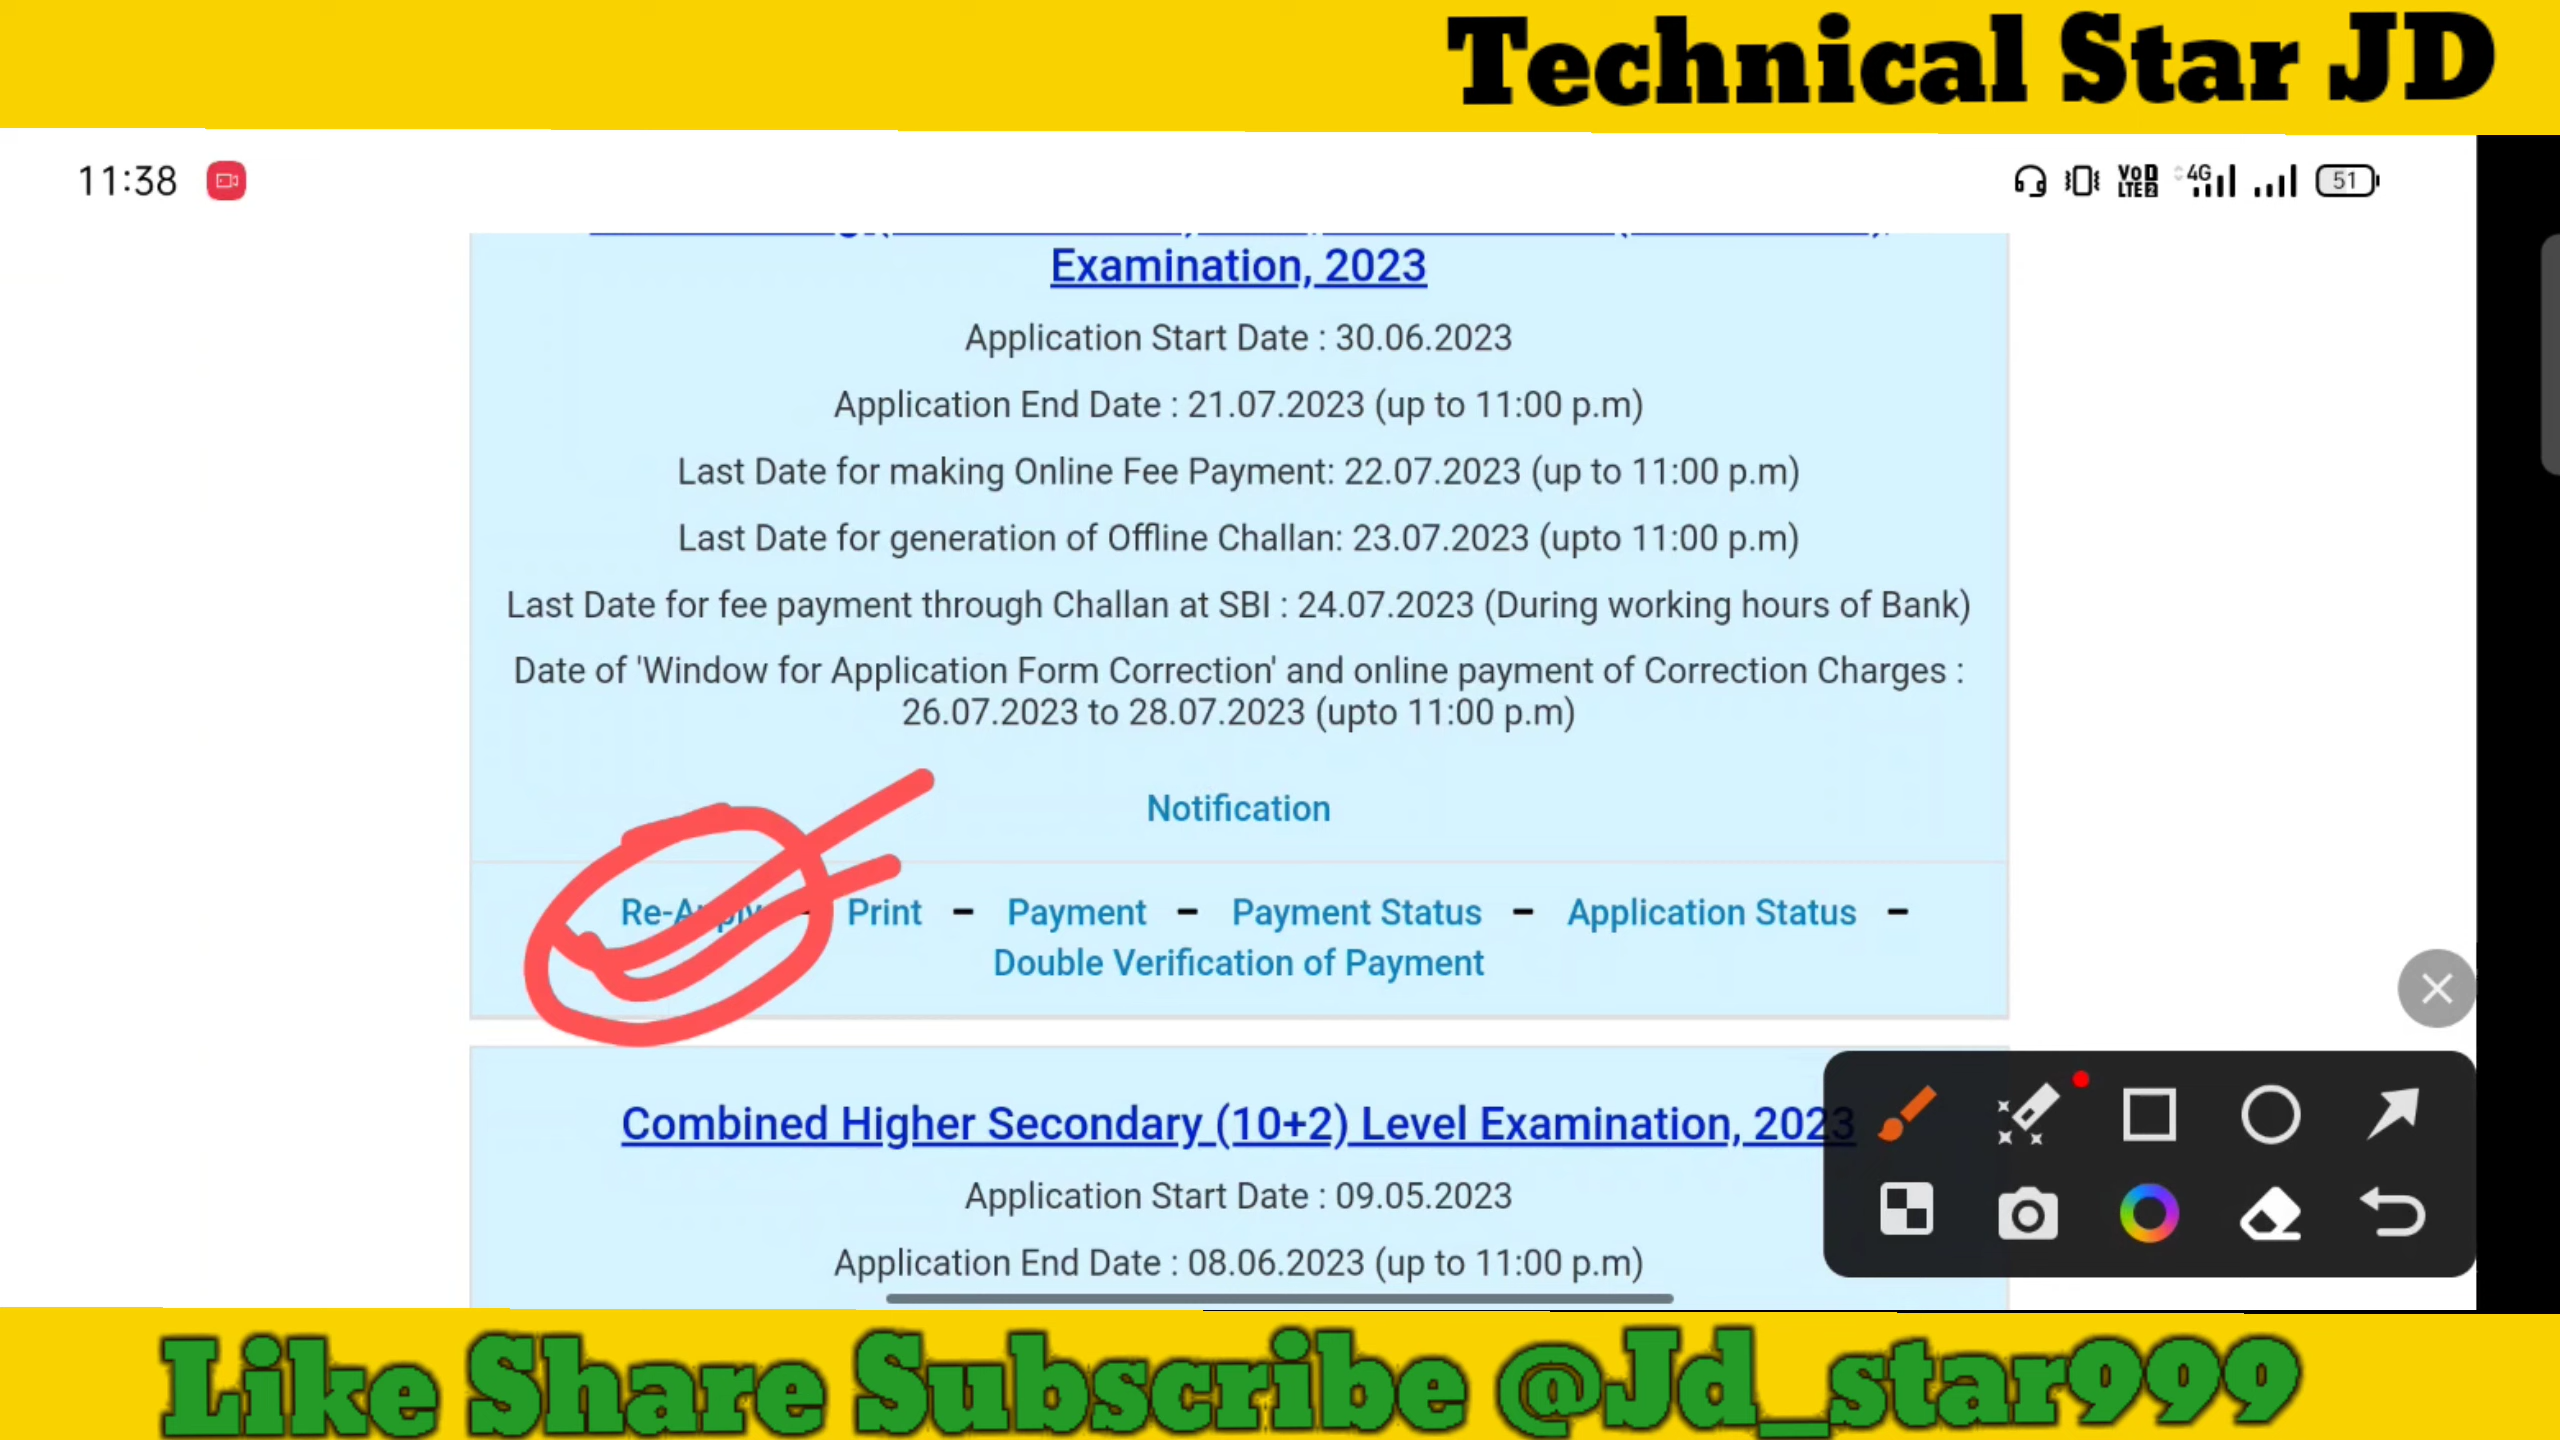 Technical Star JD
11:38
VoD LTE2 4G 51
Examination, 2023
Application Start Date : 30.06.2023
Application End Date : 21.07.2023 (up to 11:00 p.m)
Last Date for making Online Fee Payment: 22.07.2023 (up to 11:00 p.m)
Last Date for generation of Offline Challan: 23.07.2023 (upto 11:00 p.m)
Last Date for fee payment through Challan at SBI : 24.07.2023 (During working hours of Bank)
Date of 'Window for Application Form Correction' and online payment of Correction Charges :
26.07.2023 to 28.07.2023 (upto 11:00 p.m)
Notification
Re-Apply - Print - Payment - Payment Status - Application Status -
Double Verification of Payment
Combined Higher Secondary (10+2) Level Examination, 2023
Application Start Date : 09.05.2023
Application End Date : 08.06.2023 (up to 11:00 p.m)
Like Share Subscribe @Jd_star999